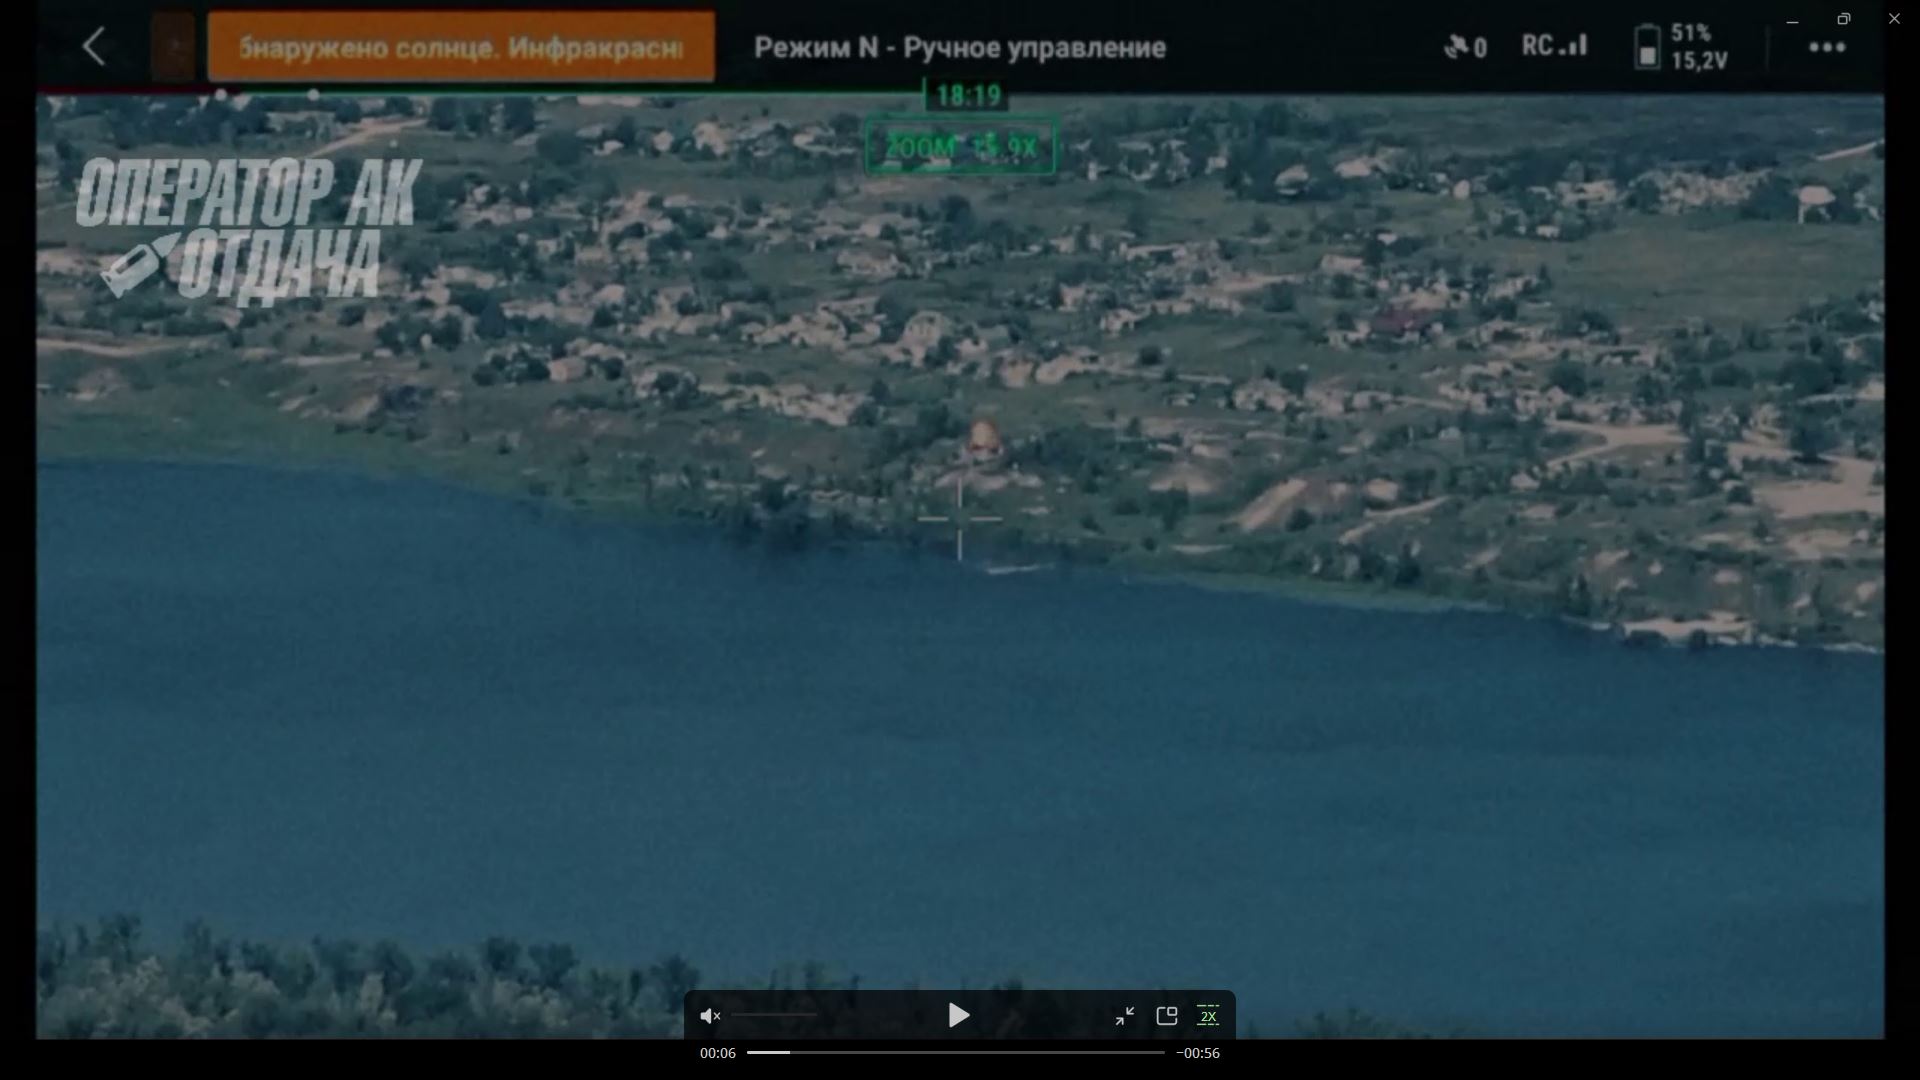 бнаружено солнце. Инфракрасн
Режим N - Ручное управление
0
RC
51%
15,2V
18:19
ZOOM 15.9X
ОПЕРАТОР АК
ОТДАЧА
2X
00:06
−00:56